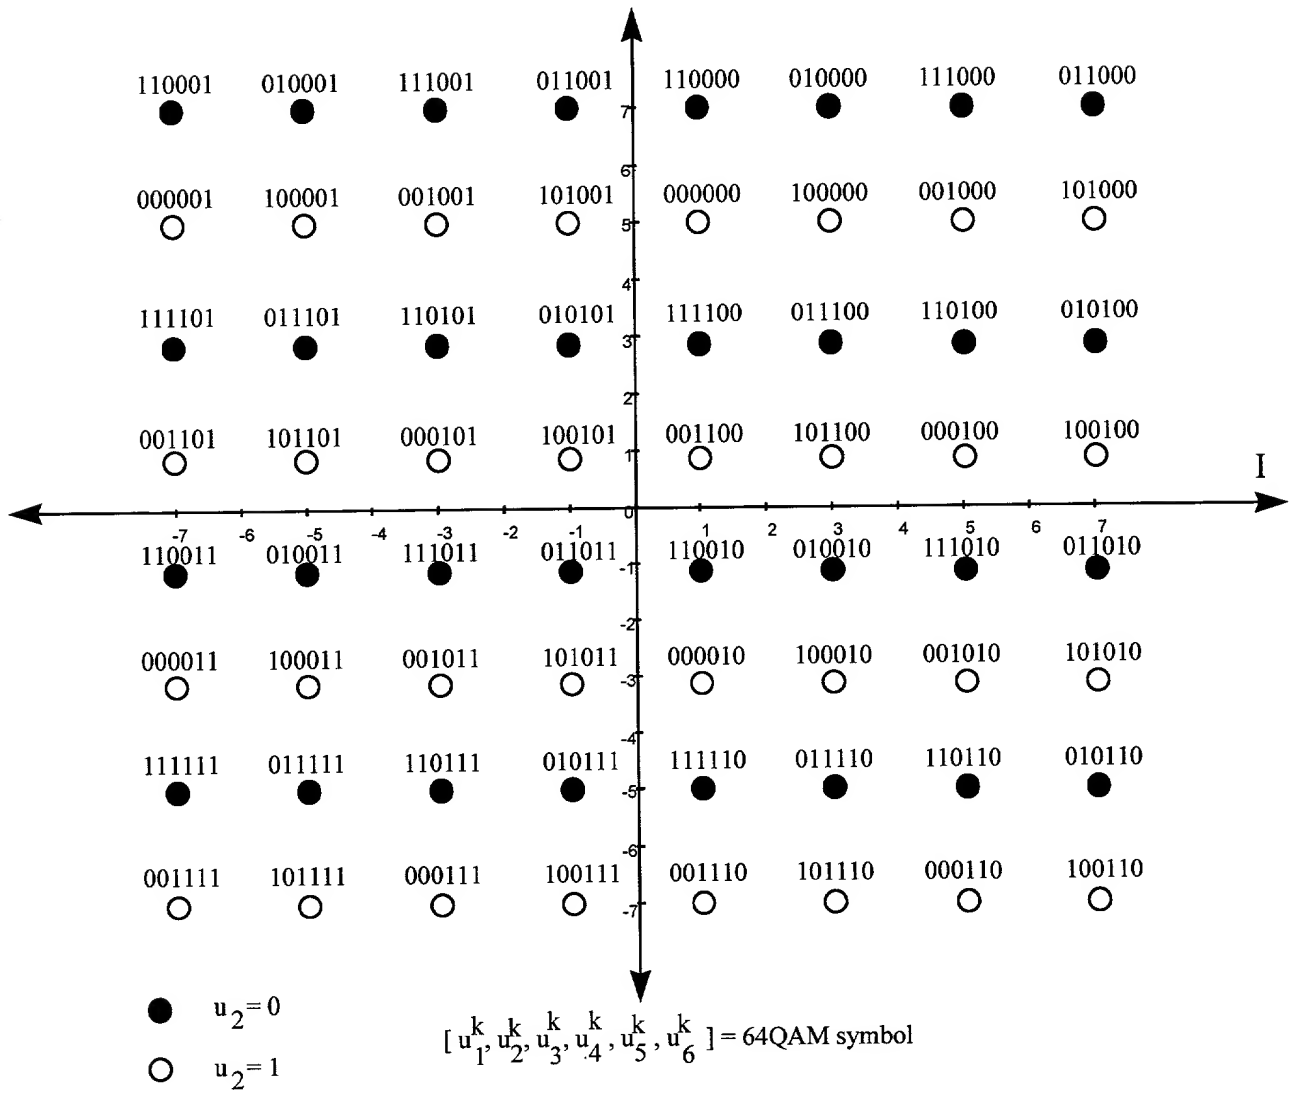 110001 010001 111001 011001 110000 010000 111000 011000
7
6
000001 100001 001001 101001 000000 100000 001000 101000
5
4
111101 011101 110101 010101 111100 011100 110100 010100
3
2
001101 101101 000101 100101 001100 101100 000100 100100
1
I
0
-7 -6 -5 -4 -3 -2 -1 1 2 3 4 5 6 7
110011 010011 111011 011011 110010 010010 111010 011010
-1
-2
000011 100011 001011 101011 000010 100010 001010 101010
-3
-4
111111 011111 110111 010111 111110 011110 110110 010110
-5
-6
001111 101111 000111 100111 001110 101110 000110 100110
-7
u2=0
[ u1k, u2k, u3k, u4k, u5k, u6k ] = 64QAM symbol
u2=1